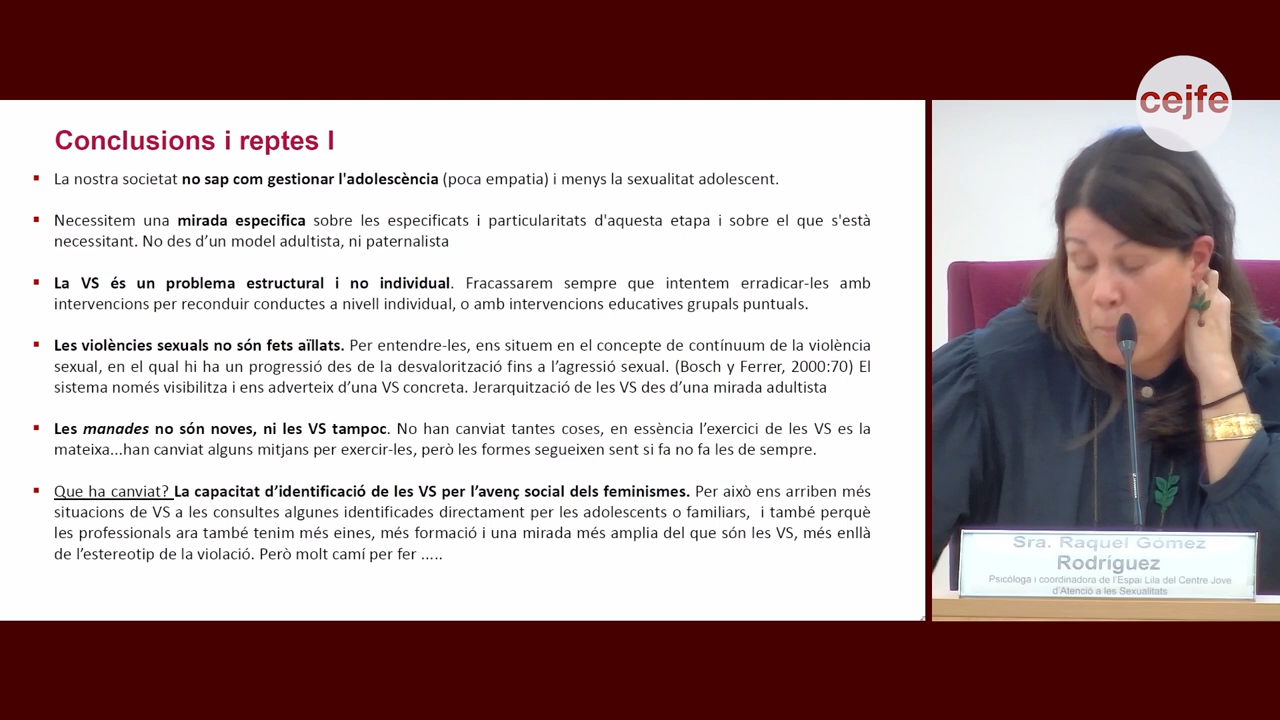 cejfe
Conclusions i reptes I
▪ La nostra societat no sap com gestionar l'adolescència (poca empatia) i menys la sexualitat adolescent.
▪ Necessitem una mirada especifica sobre les especificats i particularitats d'aquesta etapa i sobre el que s'està
necessitant. No des d’un model adultista, ni paternalista
▪ La VS és un problema estructural i no individual. Fracassarem sempre que intentem erradicar-les amb
intervencions per reconduir conductes a nivell individual, o amb intervencions educatives grupals puntuals.
▪ Les violències sexuals no són fets aïllats. Per entendre-les, ens situem en el concepte de contínuum de la violència
sexual, en el qual hi ha un progressió des de la desvalorització fins a l’agressió sexual. (Bosch y Ferrer, 2000:70) El
sistema només visibilitza i ens adverteix d’una VS concreta. Jerarquització de les VS des d’una mirada adultista
▪ Les manades no són noves, ni les VS tampoc. No han canviat tantes coses, en essència l’exercici de les VS es la
mateixa...han canviat alguns mitjans per exercir-les, però les formes segueixen sent si fa no fa les de sempre.
▪ Que ha canviat? La capacitat d’identificació de les VS per l’avenç social dels feminismes. Per això ens arriben més
situacions de VS a les consultes algunes identificades directament per les adolescents o familiars, i també perquè
les professionals ara també tenim més eines, més formació i una mirada més amplia del que són les VS, més enllà
de l’estereotip de la violació. Però molt camí per fer .....
Sra. Raquel Gómez
Rodríguez
Psicòloga i coordinadora de l’Espai Lila del Centre Jove
d’Atenció a les Sexualitats